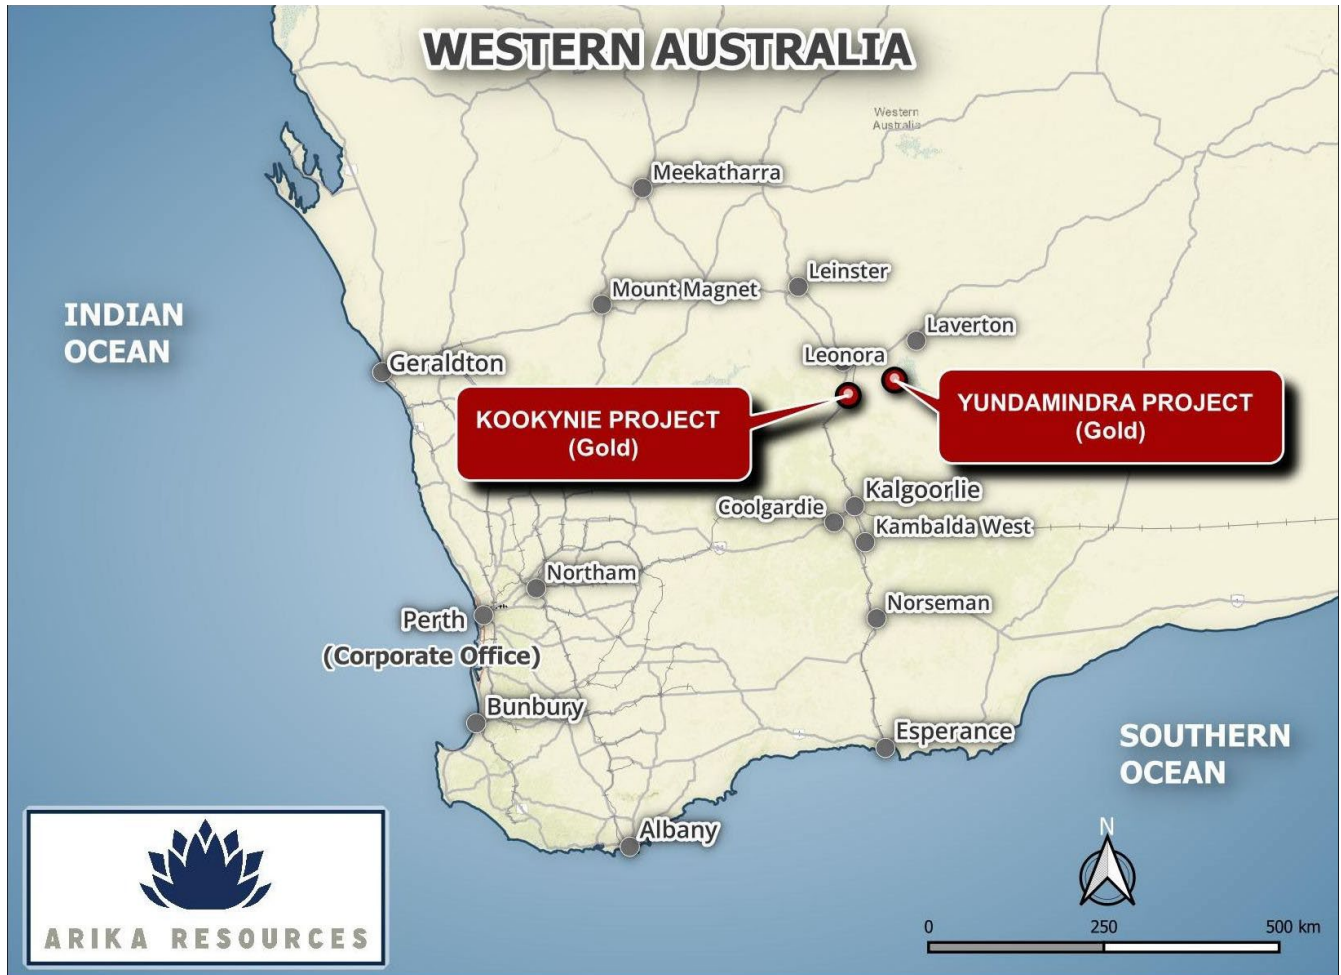 WESTERN AUSTRALIA
Western
Australia
Meekatharra
Leinster
Mount Magnet
INDIAN
OCEAN
Laverton
Leonora
Geraldton
KOOKYNIE PROJECT
(Gold)
YUNDAMINDRA PROJECT
(Gold)
Kalgoorlie
Coolgardie
Kambalda West
Northam
Norseman
Perth
(Corporate Office)
Bunbury
Esperance
SOUTHERN
OCEAN
Albany
N
0 250 500 km
ARIKA RESOURCES